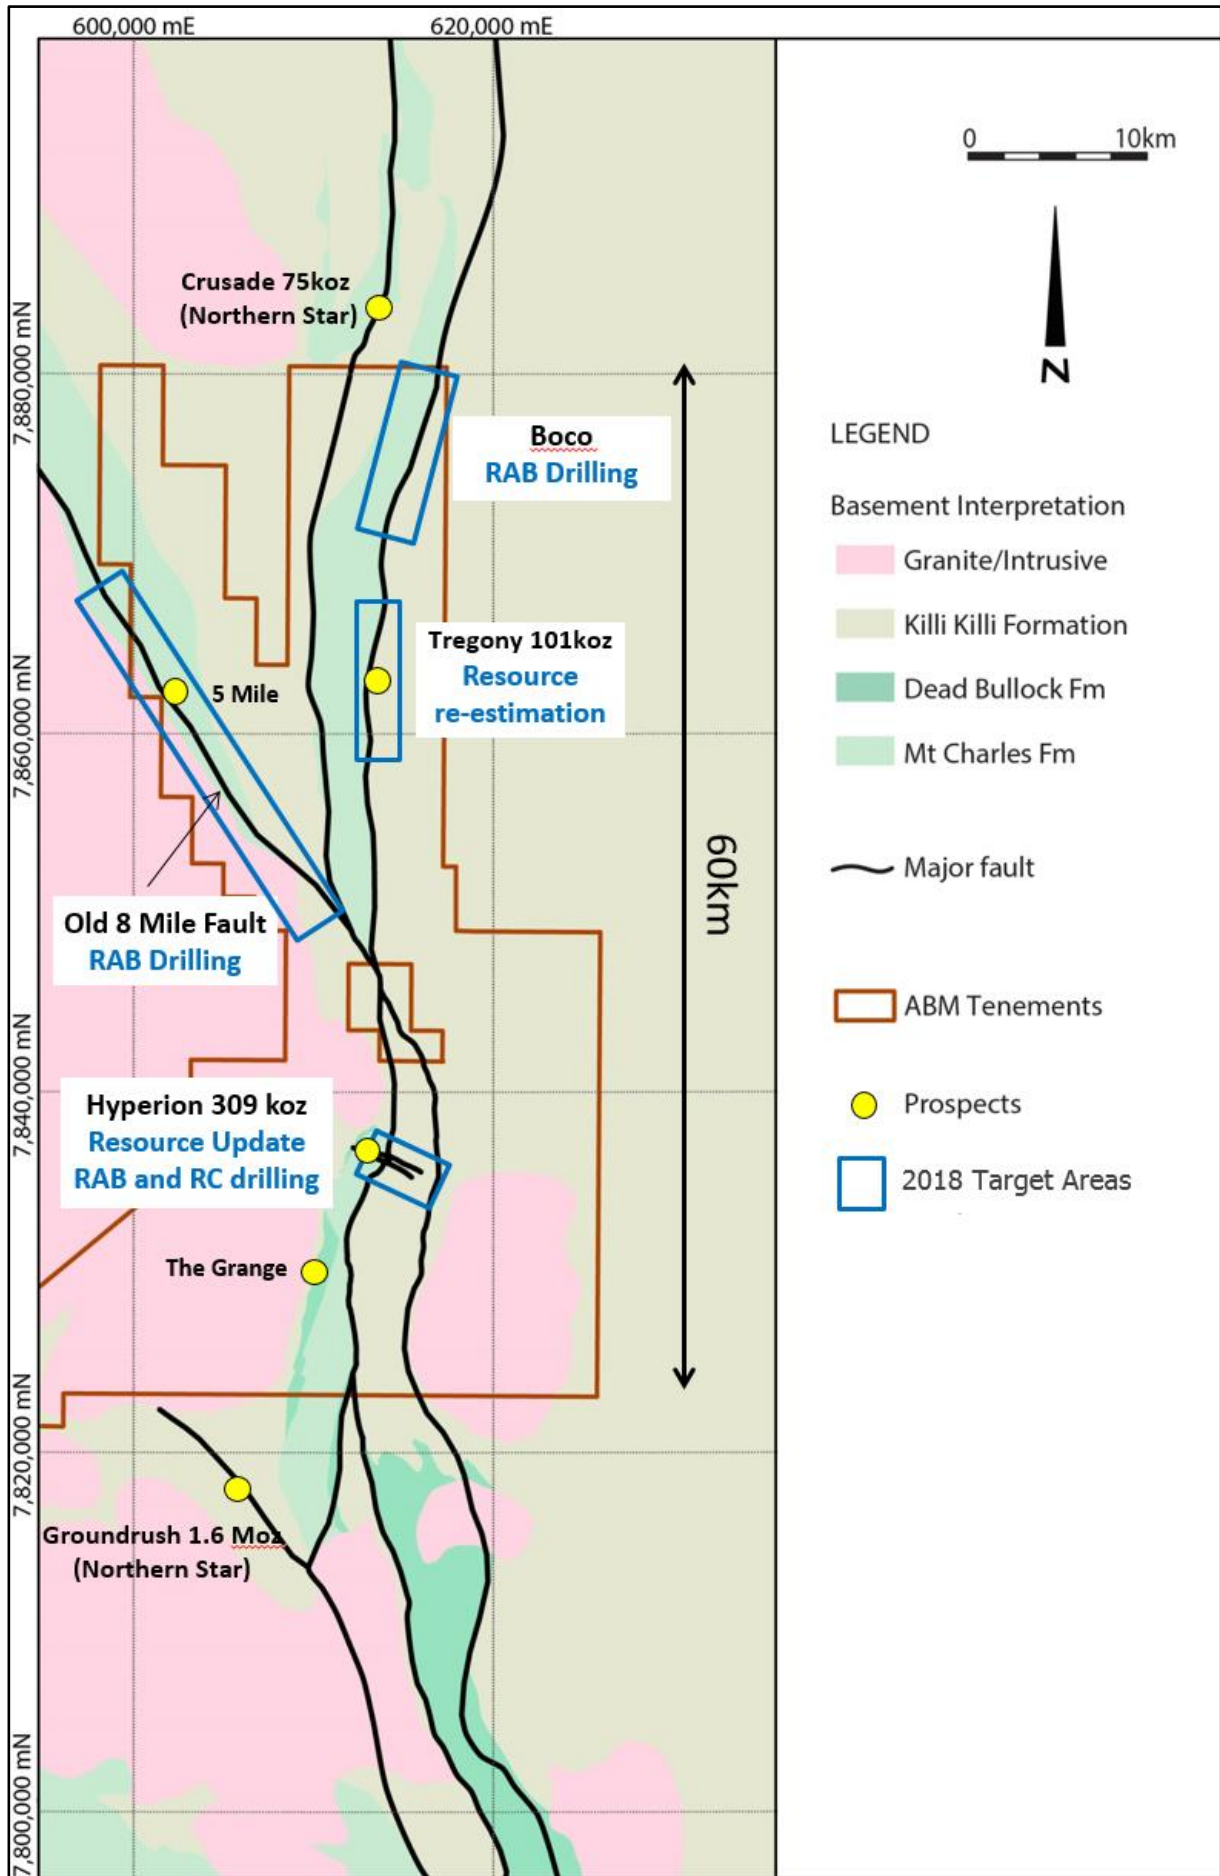 600,000 mE
620,000 mE
0
10km
N
Crusade 75koz
(Northern Star)
7,880,000 mN
Boco
RAB Drilling
LEGEND
Basement Interpretation
Granite/Intrusive
Killi Killi Formation
Dead Bullock Fm
Mt Charles Fm
Major fault
ABM Tenements
Prospects
2018 Target Areas
Tregony 101koz
Resource
re-estimation
5 Mile
7,860,000 mN
60km
Old 8 Mile Fault
RAB Drilling
7,840,000 mN
Hyperion 309 koz
Resource Update
RAB and RC drilling
The Grange
7,820,000 mN
Groundrush 1.6 Moz
(Northern Star)
7,800,000 mN